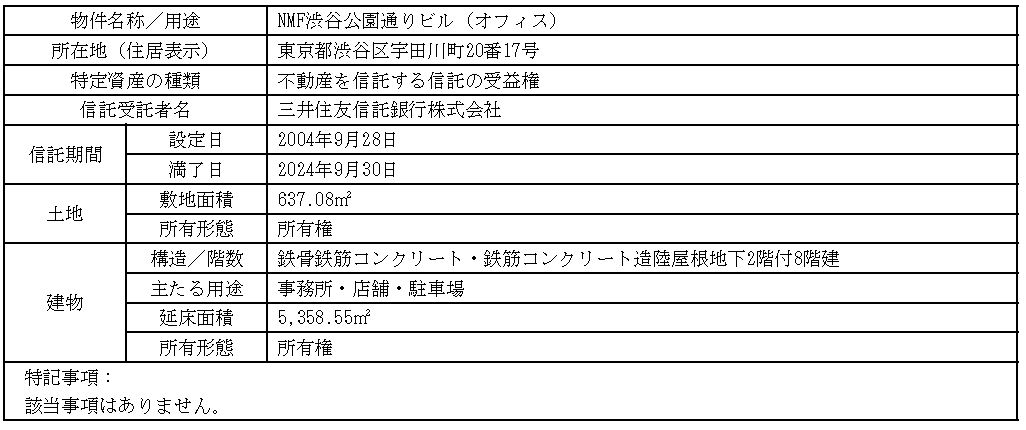 物件名称／用途 NMF渋谷公園通りビル（オフィス）
所在地（住居表示） 東京都渋谷区宇田川町20番17号
特定資産の種類 不動産を信託する信託の受益権
信託受託者名 三井住友信託銀行株式会社
信託期間 設定日 2004年9月28日
満了日 2024年9月30日
土地 敷地面積 637.08㎡
所有形態 所有権
建物 構造／階数 鉄骨鉄筋コンクリート・鉄筋コンクリート造陸屋根地下2階付8階建
主たる用途 事務所・店舗・駐車場
延床面積 5,358.55㎡
所有形態 所有権
特記事項：
該当事項はありません。